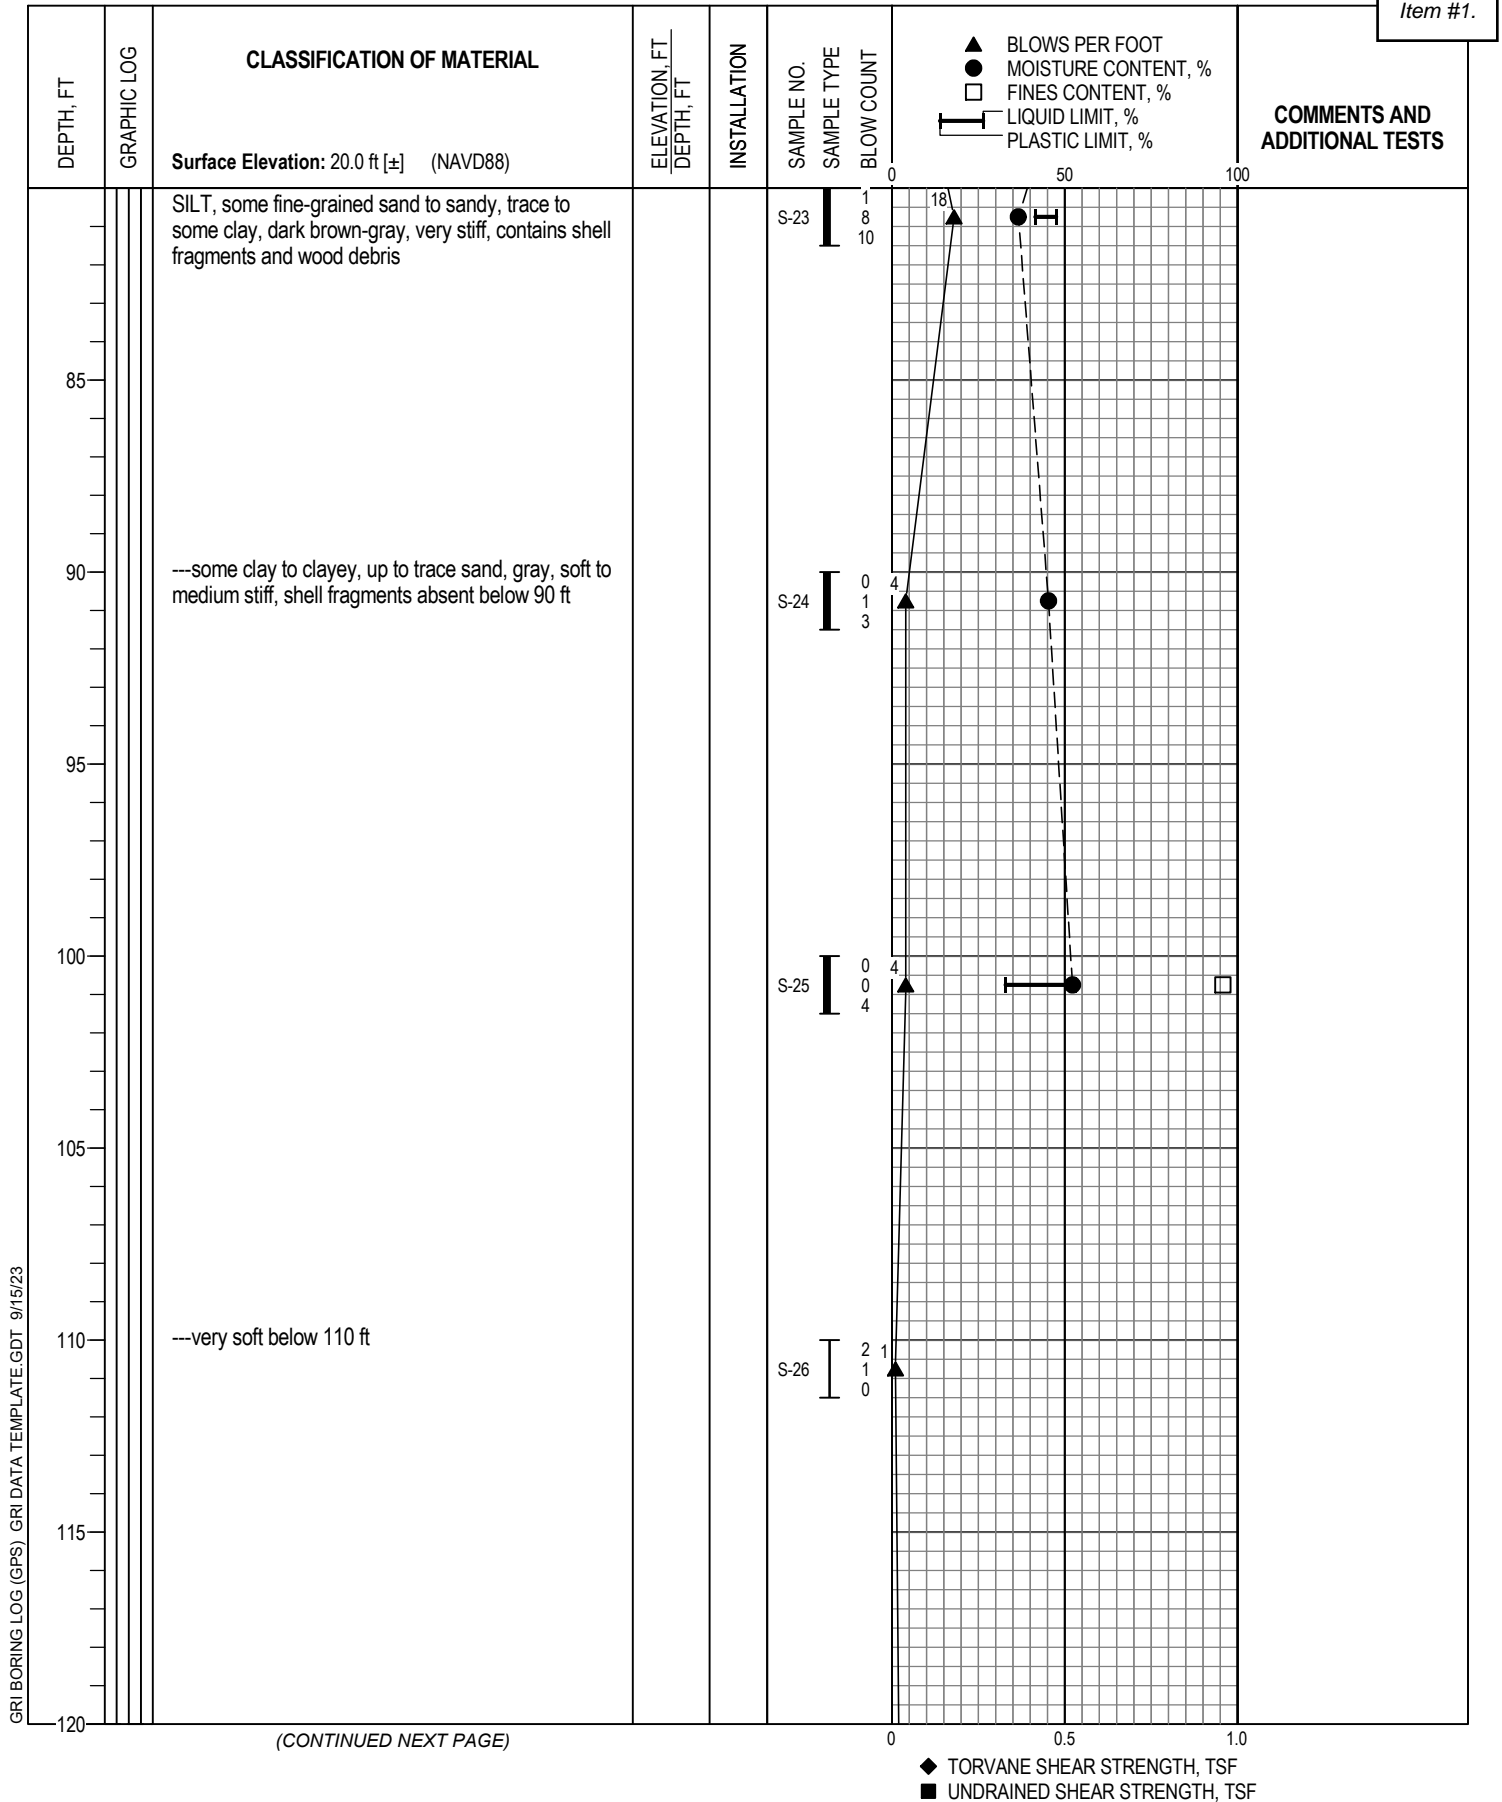 Item #1.
DEPTH, FT
GRAPHIC LOG
CLASSIFICATION OF MATERIAL
Surface Elevation: 20.0 ft [±] (NAVD88)
ELEVATION, FT
DEPTH, FT
INSTALLATION
SAMPLE NO.
SAMPLE TYPE
BLOW COUNT
BLOWS PER FOOT
MOISTURE CONTENT, %
FINES CONTENT, %
LIQUID LIMIT, %
PLASTIC LIMIT, %
0 50 100
COMMENTS AND
ADDITIONAL TESTS
SILT, some fine-grained sand to sandy, trace to
some clay, dark brown-gray, very stiff, contains shell
fragments and wood debris
S-23
1
8
10
18
85
90
---some clay to clayey, up to trace sand, gray, soft to
medium stiff, shell fragments absent below 90 ft
S-24
0
1
3
4
95
100
S-25
0
0
4
4
105
110
---very soft below 110 ft
S-26
2
1
0
1
115
120
(CONTINUED NEXT PAGE)
0 0.5 1.0
TORVANE SHEAR STRENGTH, TSF
UNDRAINED SHEAR STRENGTH, TSF
GRI BORING LOG (GPS) GRI DATA TEMPLATE.GDT 9/15/23